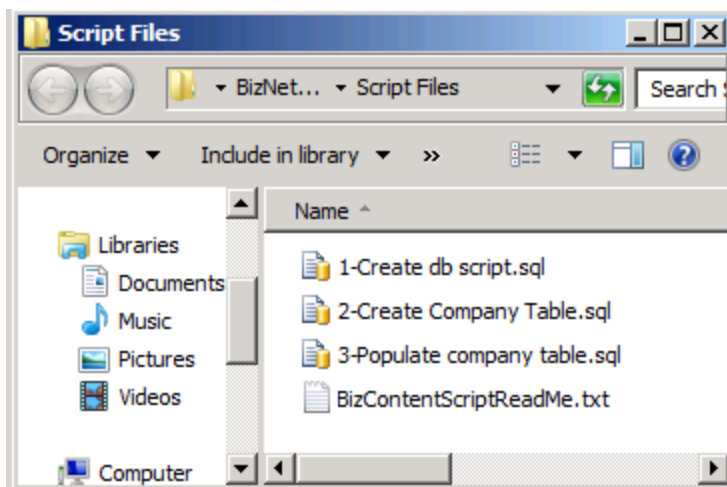 Script Files
BizNet... Script Files Search
Organize Include in library »
Name
Libraries
Documents
Music
Pictures
Videos
Computer
1-Create db script.sql
2-Create Company Table.sql
3-Populate company table.sql
BizContentScriptReadMe.txt